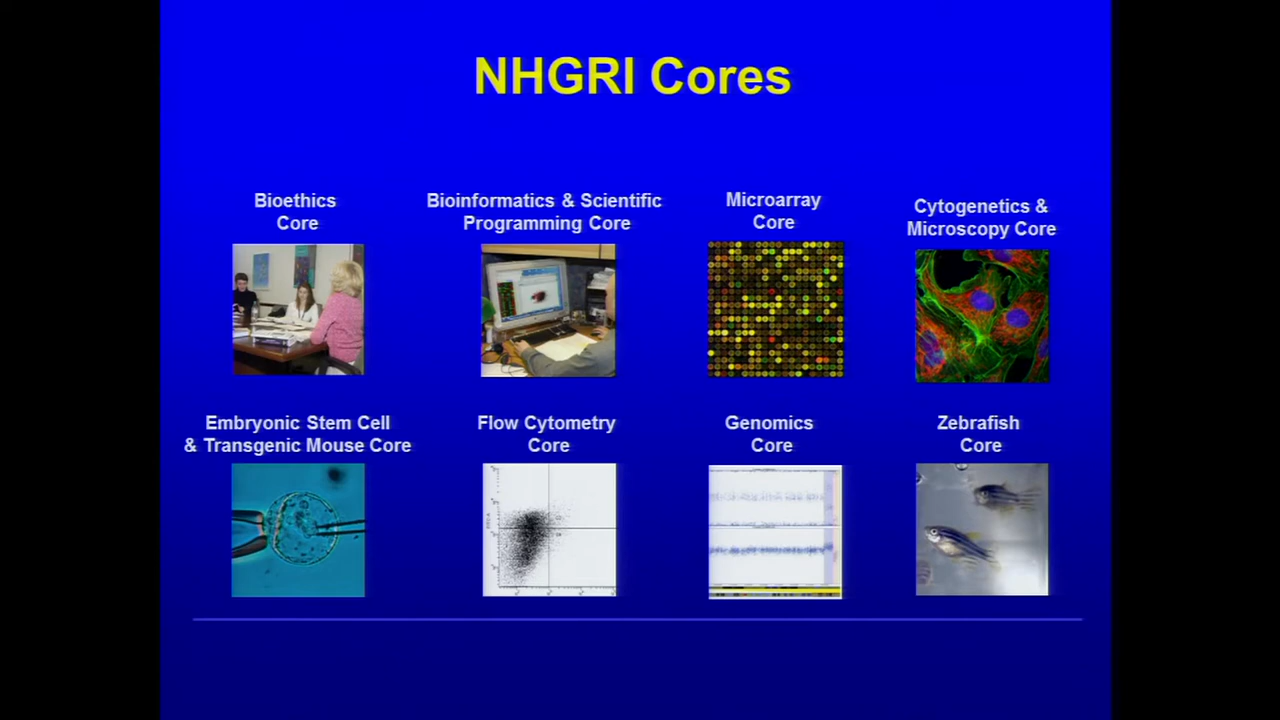 NHGRI Cores
Bioethics
Core
Bioinformatics & Scientific
Programming Core
Microarray
Core
Cytogenetics &
Microscopy Core
Embryonic Stem Cell
& Transgenic Mouse Core
Flow Cytometry
Core
Genomics
Core
Zebrafish
Core